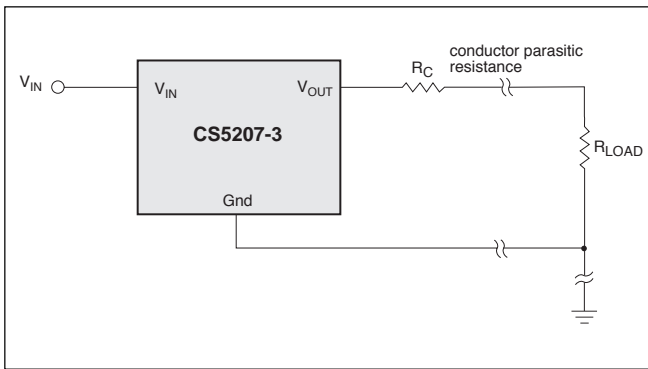 conductor parasitic
resistance
R_C
V_IN
V_IN
V_OUT
CS5207-3
R_LOAD
Gnd